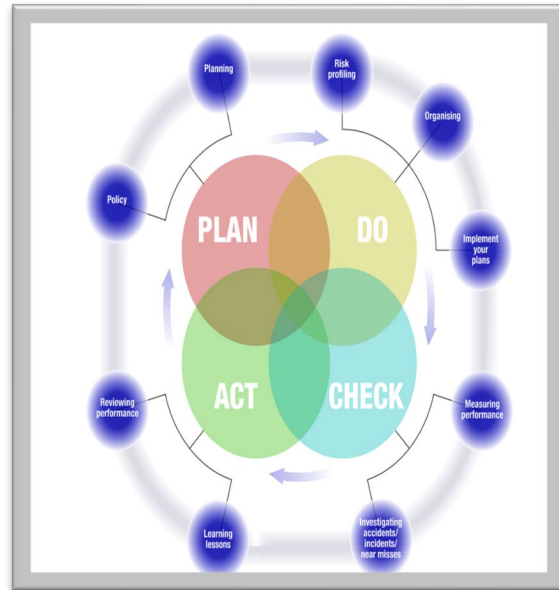 Planning
Risk
profiling
Organising
Policy
PLAN
DO
Implement
your
plans
ACT
CHECK
Reviewing
performance
Measuring
performance
Learning
lessons
Investigating
accidents/
incidents/
near misses